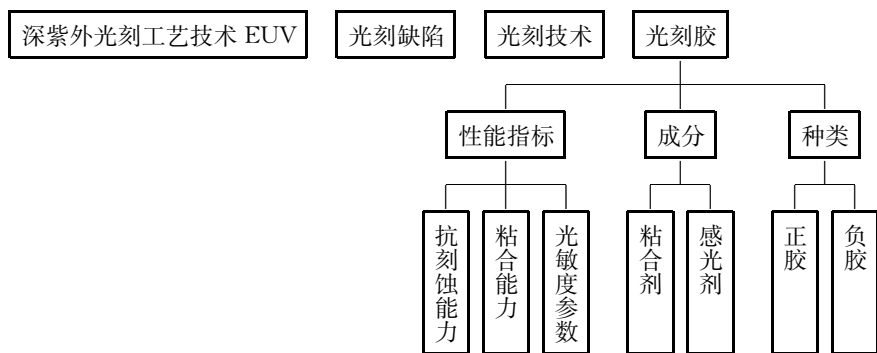 深紫外光刻工艺技术 EUV
光刻缺陷
光刻技术
光刻胶
性能指标
成分
种类
抗刻蚀能力
粘合能力
光敏度参数
粘合剂
感光剂
正胶
负胶